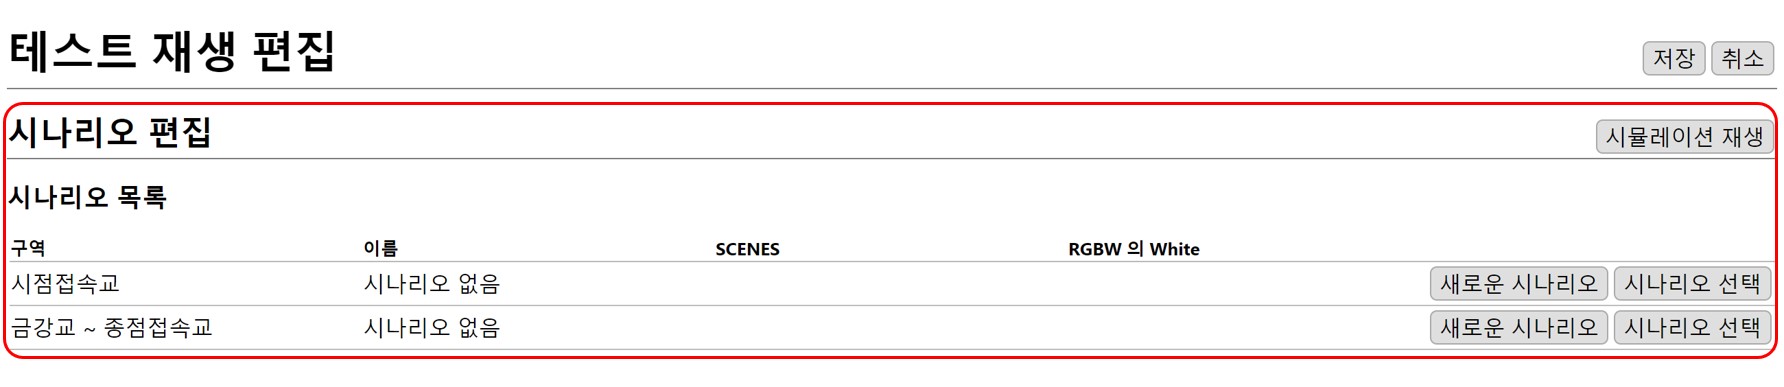 테스트 재생 편집 저장 취소
시나리오 편집 시뮬레이션 재생
시나리오 목록
구역 이름 SCENES RGBW 의 White
시점접속교 시나리오 없음 새로운 시나리오 시나리오 선택
금강교 ~ 종점접속교 시나리오 없음 새로운 시나리오 시나리오 선택